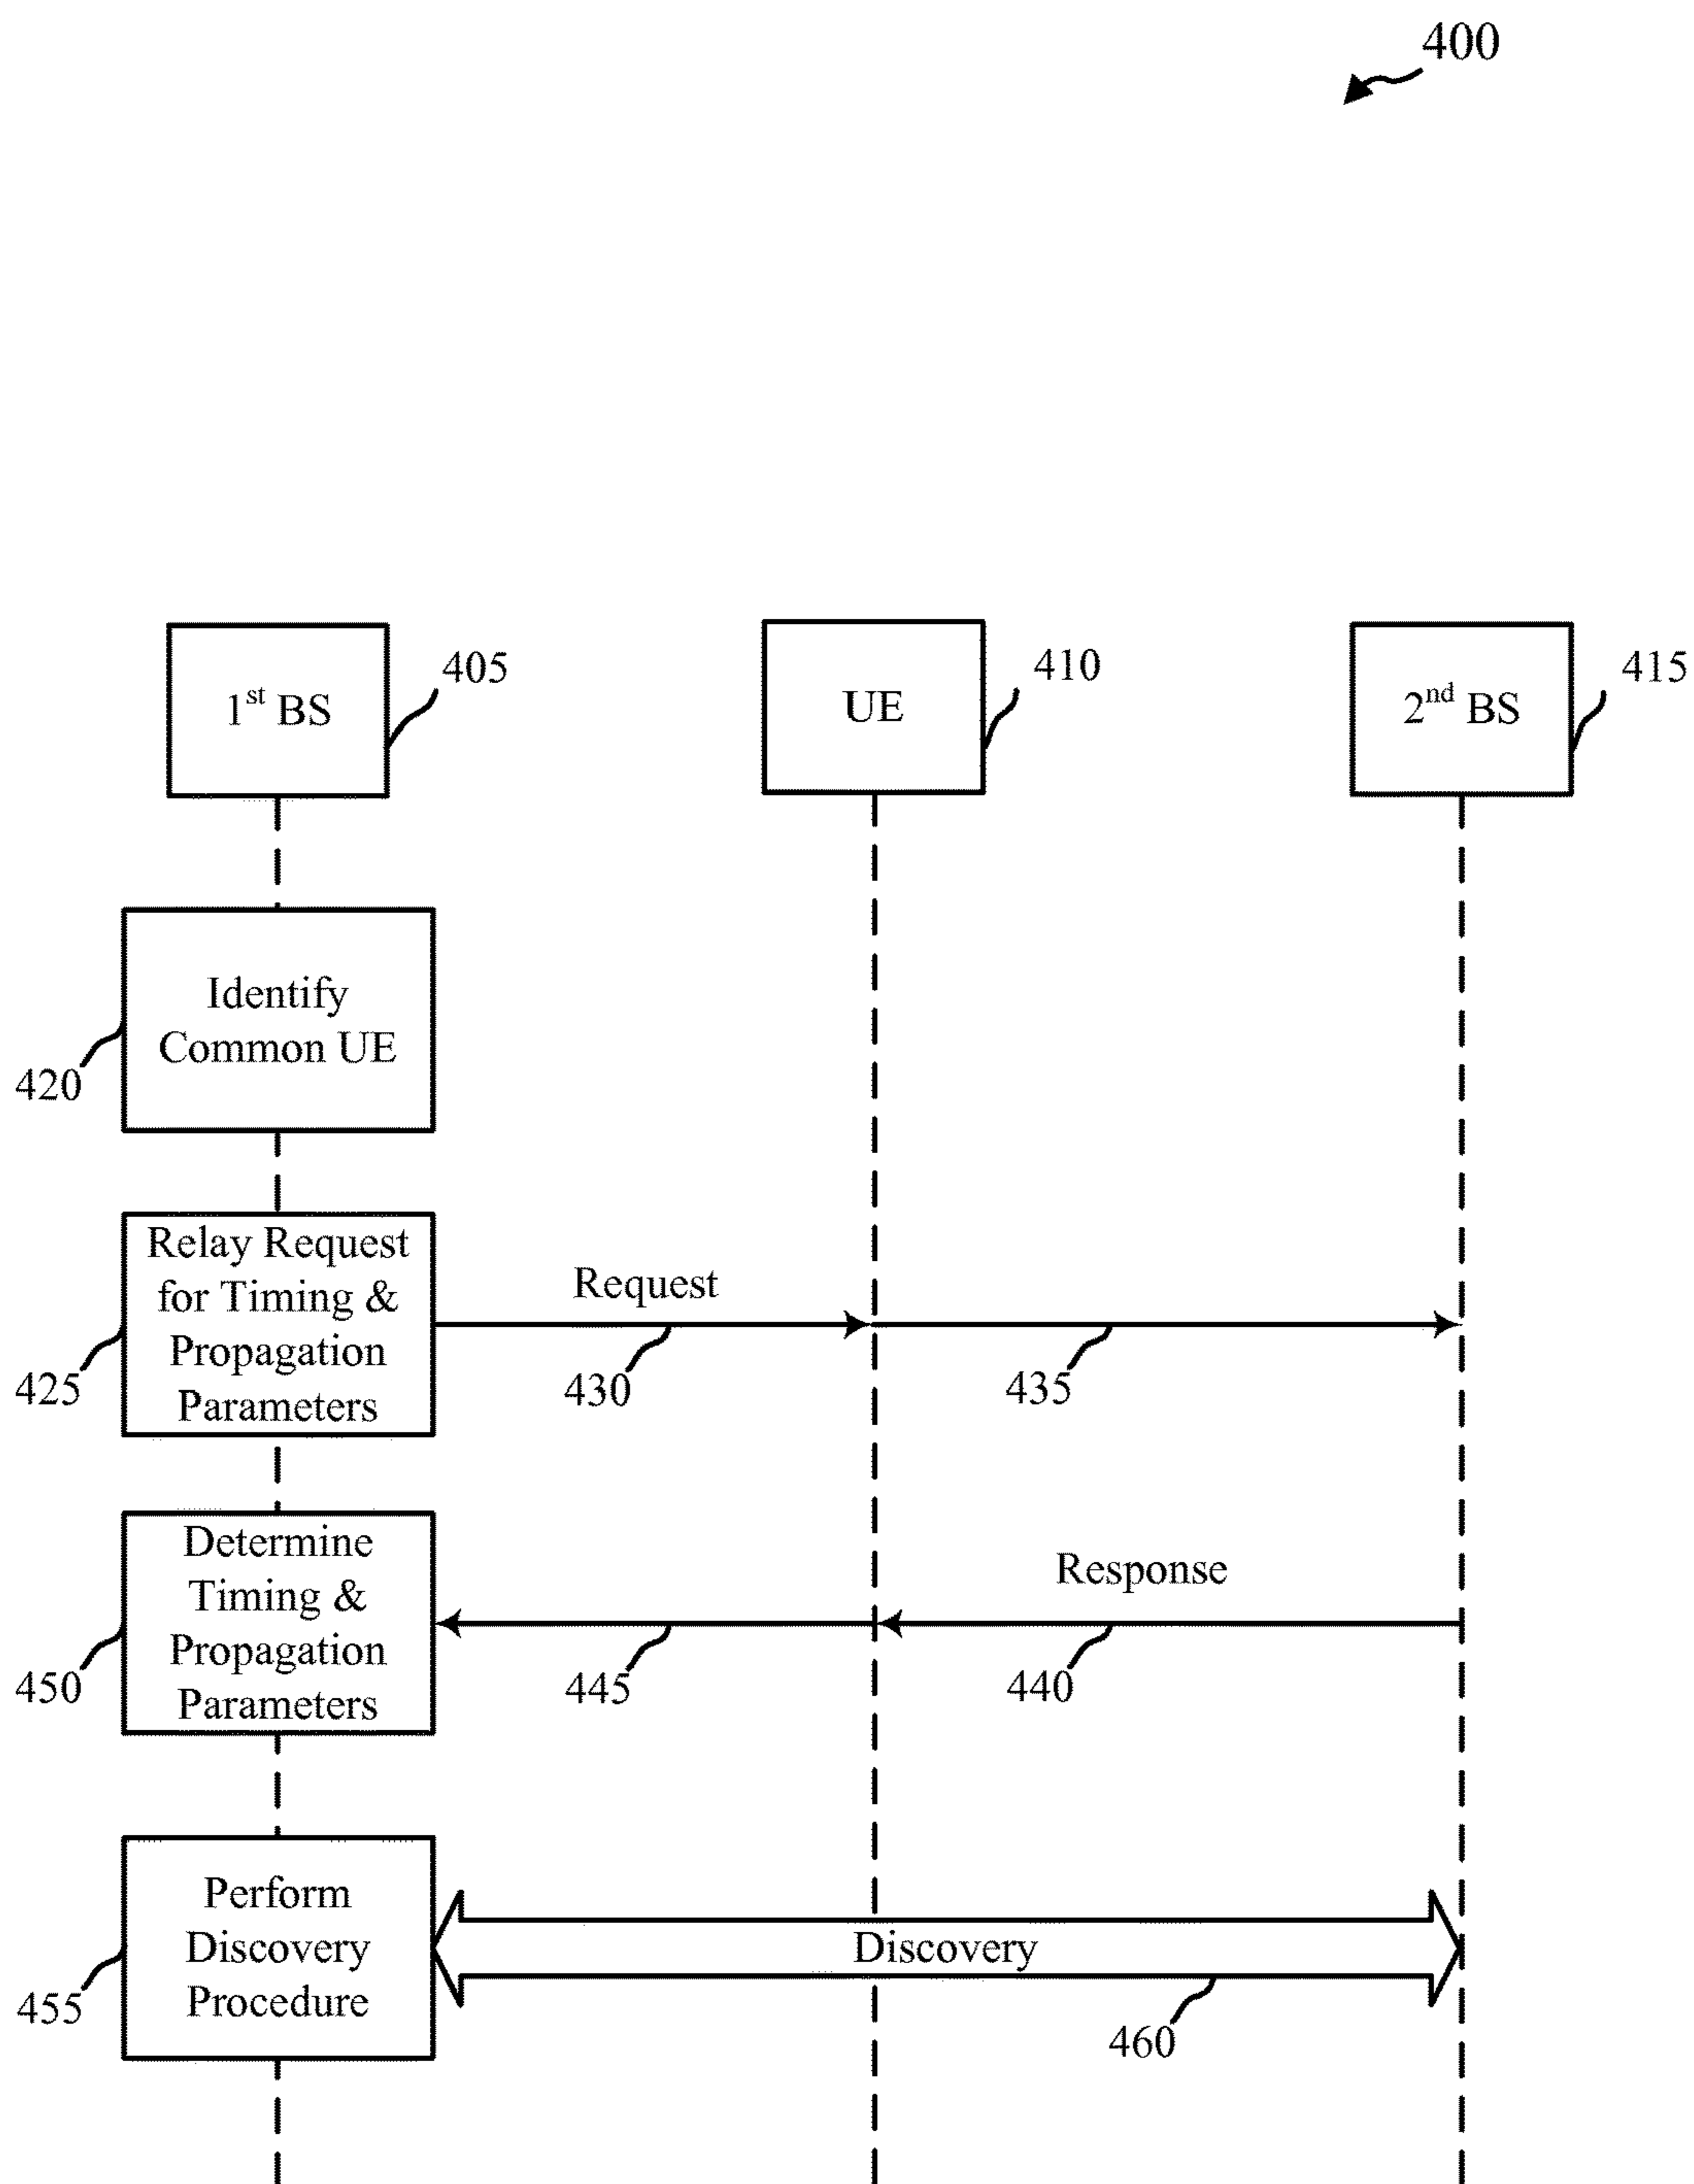 400
1st BS
405
UE
410
2nd BS
415
Identify
Common UE
420
Relay Request
for Timing &
Propagation
Parameters
425
Request
430
435
Determine
Timing &
Propagation
Parameters
450
Response
445
440
Perform
Discovery
Procedure
455
Discovery
460